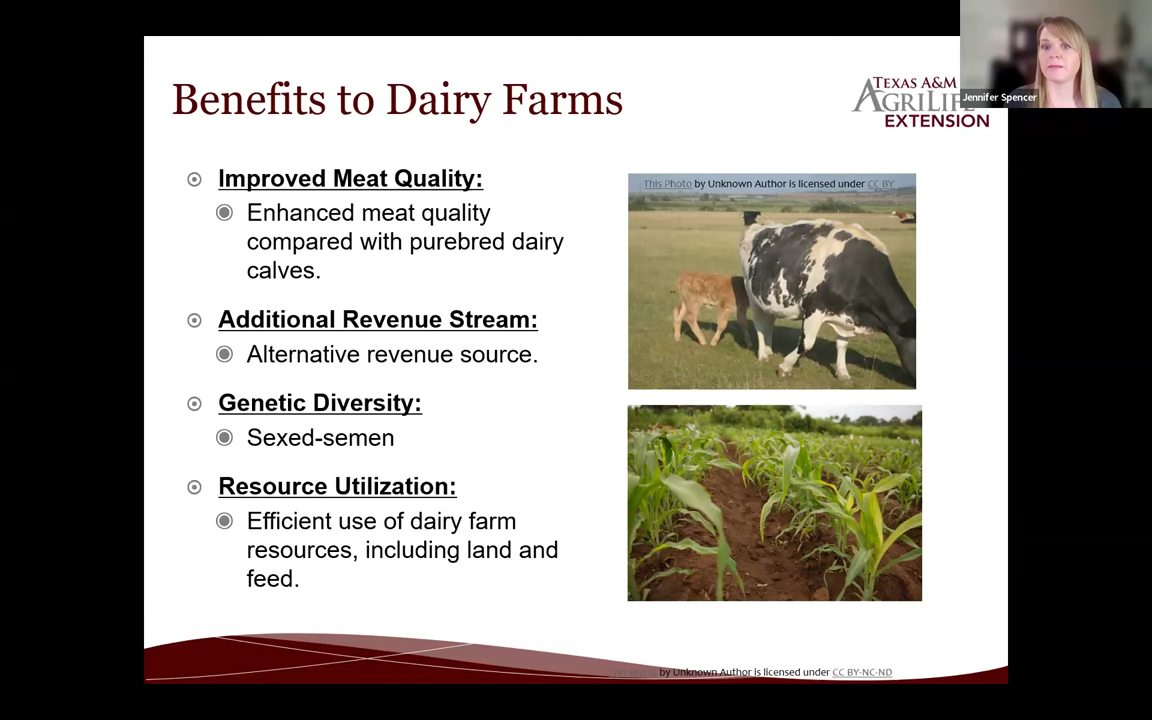 Benefits to Dairy Farms
TEXAS A&M
AGRILIFE
EXTENSION
Jennifer Spencer
Improved Meat Quality:
Enhanced meat quality
compared with purebred dairy
calves.
Additional Revenue Stream:
Alternative revenue source.
Genetic Diversity:
Sexed-semen
Resource Utilization:
Efficient use of dairy farm
resources, including land and
feed.
This Photo by Unknown Author is licensed under CC BY
by Unknown Author is licensed under CC BY-NC-ND